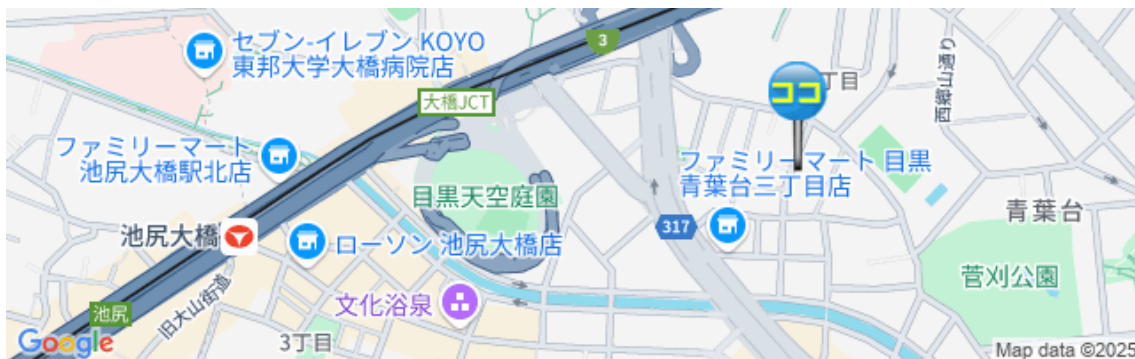 セブン-イレブン KOYO
東邦大学大橋病院店
3
丁目
西郷山通り
大橋JCT
ココ
ファミリーマート
池尻大橋駅北店
ファミリーマート 目黒
青葉台三丁目店
目黒天空庭園
317
青葉台
池尻大橋
ローソン 池尻大橋店
菅刈公園
文化浴泉
池尻
旧大山街道
3丁目
Google
Map data ©2025